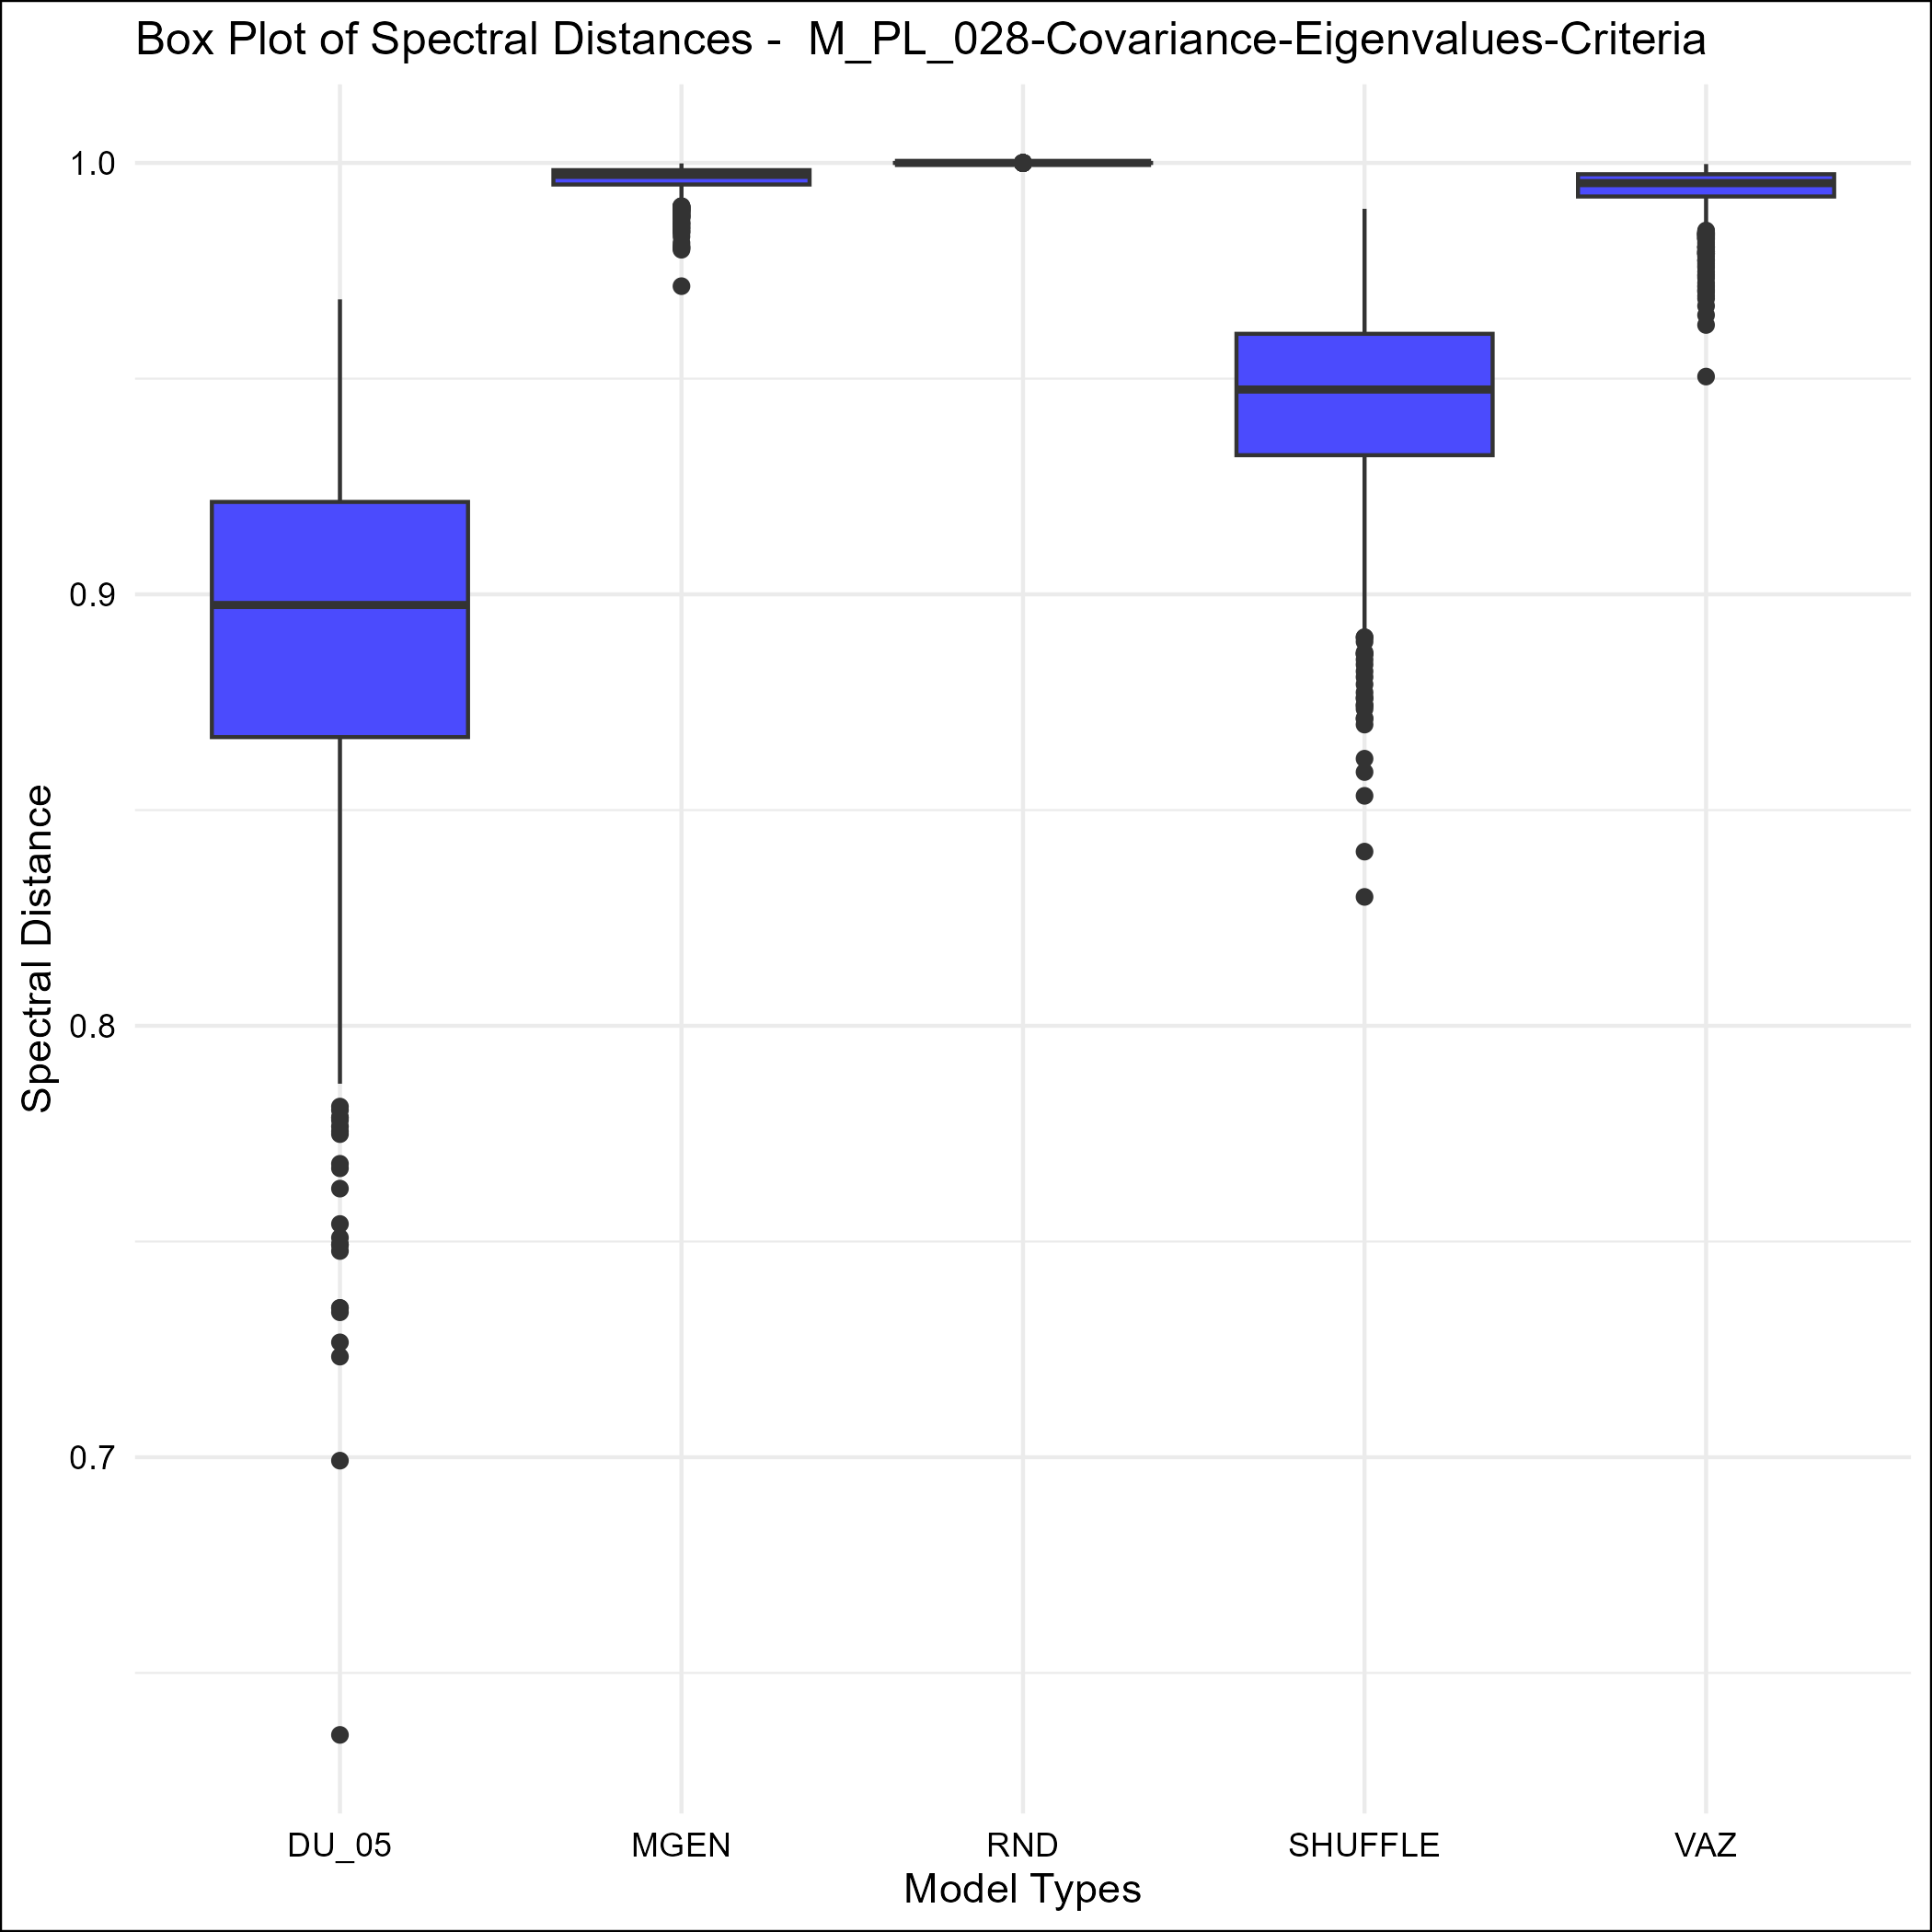 Box Plot of Spectral Distances -  M_PL_028-Covariance-Eigenvalues-Criteria
Spectral Distance
1.0
0.9
0.8
0.7
DU_05 MGEN RND SHUFFLE VAZ
Model Types